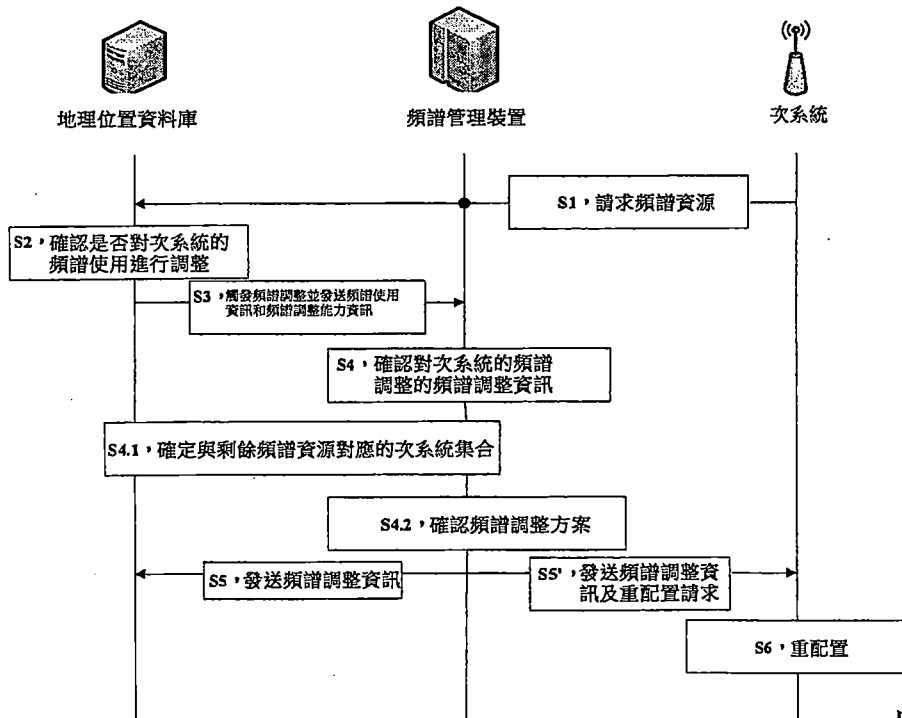 地理位置資料庫
頻譜管理裝置
次系統
S1，請求頻譜資源
S2，確認是否對次系統的
頻譜使用進行調整
S3，觸發頻譜調整並發送頻譜使用
資訊和頻譜調整能力資訊
S4，確認對次系統的頻譜
調整的頻譜調整資訊
S4.1，確定與剩餘頻譜資源對應的次系統集合
S4.2，確認頻譜調整方案
S5，發送頻譜調整資訊
S5'，發送頻譜調整資
訊及重配置請求
S6，重配置